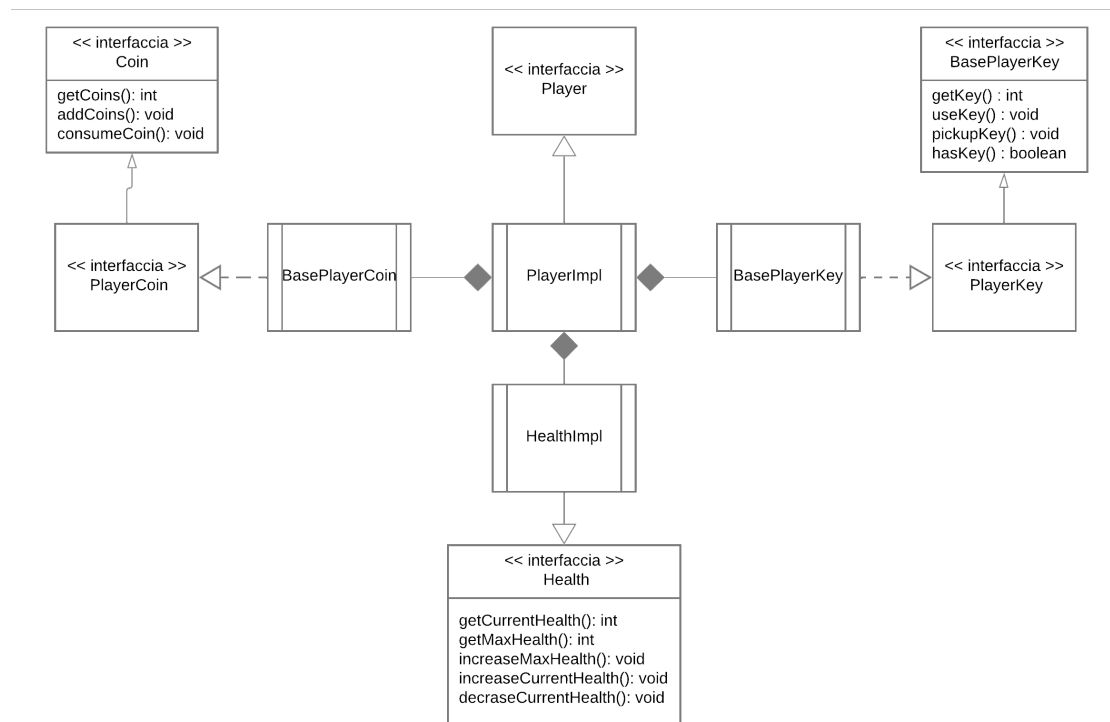 << interfaccia >>
Coin
getCoins(): int
addCoins(): void
consumeCoin(): void
<< interfaccia >>
Player
<< interfaccia >>
BasePlayerKey
getKey() : int
useKey() : void
pickupKey() : void
hasKey() : boolean
<< interfaccia >>
PlayerCoin
BasePlayerCoin
PlayerImpl
BasePlayerKey
<< interfaccia >>
PlayerKey
HealthImpl
<< interfaccia >>
Health
getCurrentHealth(): int
getMaxHealth(): int
increaseMaxHealth(): void
increaseCurrentHealth(): void
decraseCurrentHealth(): void